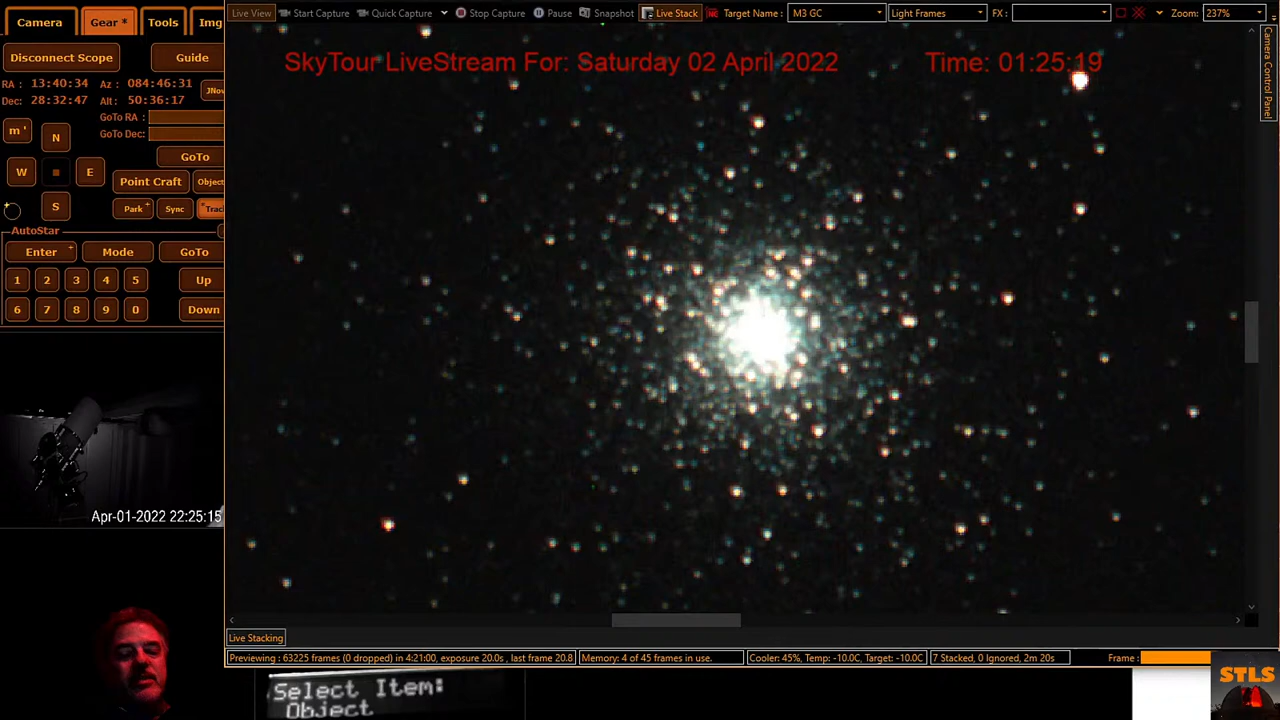 Camera Gear * Tools Img
Live View Start Capture Quick Capture Stop Capture Pause Snapshot Live Stack Target Name : M3 GC Light Frames FX : Zoom: 237%
Camera Control Panel
SkyTour LiveStream For: Saturday 02 April 2022 Time: 01:25:19
Disconnect Scope Guide
RA : 13:40:34 Az : 084:46:31
Dec: 28:32:47 Alt: 50:36:17
JNov
GoTo RA :
GoTo Dec:
m '
N
GoTo
W E
Point Craft Object
S
Park + Sync Trac
AutoStar
Enter + Mode GoTo
1 2 3 4 5 Up
6 7 8 9 0 Down
Apr-01-2022 22:25:15
Live Stacking
Previewing : 63225 frames (0 dropped) in 4:21:00, exposure 20.0s , last frame 20.8
Memory: 4 of 45 frames in use.
Cooler: 45%, Temp: -10.0C, Target: -10.0C
7 Stacked, 0 Ignored, 2m 20s
Frame :
Select Item:
Object
STLS